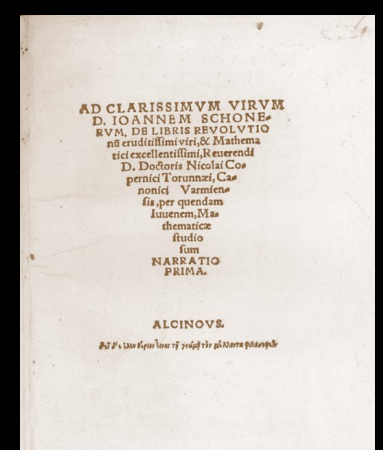 AD CLARISSIMVM VIRVM
D. IOANNEM SCHONE-
RVM, DE LIBRIS REVOLVTIO
nũ eruditissimi viri, & Mathema
tici excellentissimi, Reuerendi
D. Doctoris Nicolai Co-
pernici Torunnæi, Ca-
nonici Varmien-
sis, per quendam
Iuuenem, Ma-
thematicæ
studio
sum
NARRATIO
PRIMA.
ALCINOVS.